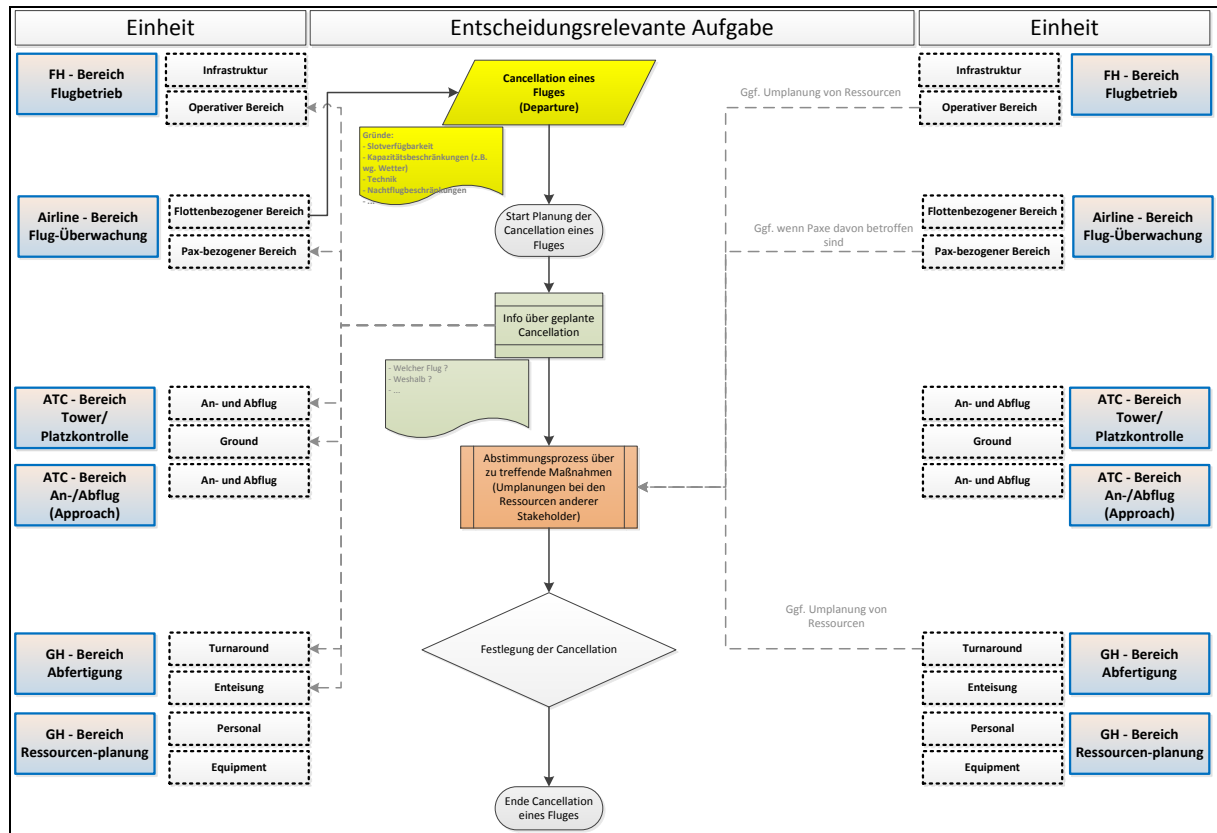 Einheit
Entscheidungsrelevante Aufgabe
Einheit
FH - Bereich
Flugbetrieb
Infrastruktur
Operativer Bereich
Airline - Bereich
Flug-Überwachung
Flottenbezogener Bereich
Pax-bezogener Bereich
ATC - Bereich
Tower/
Platzkontrolle
An- und Abflug
Ground
ATC - Bereich
An-/Abflug
(Approach)
An- und Abflug
GH - Bereich
Abfertigung
Turnaround
Enteisung
GH - Bereich
Ressourcen-planung
Personal
Equipment
Cancellation eines
Fluges
(Departure)
Gründe:
- Slotverfügbarkeit
- Kapazitätsbeschränkungen (z.B.
wg. Wetter)
- Technik
- Nachtflugbeschränkungen
- ...
Start Planung der
Cancellation eines
Fluges
Info über geplante
Cancellation
- Welcher Flug ?
- Weshalb ?
- ...
Abstimmungsprozess über
zu treffende Maßnahmen
(Umplanungen bei den
Ressourcen anderer
Stakeholder)
Festlegung der Cancellation
Ende Cancellation
eines Fluges
Ggf. Umplanung von Ressourcen
Ggf. wenn Paxe davon betroffen
sind
Ggf. Umplanung von
Ressourcen
Infrastruktur
Operativer Bereich
FH - Bereich
Flugbetrieb
Flottenbezogener Bereich
Pax-bezogener Bereich
Airline - Bereich
Flug-Überwachung
An- und Abflug
Ground
ATC - Bereich
Tower/
Platzkontrolle
An- und Abflug
ATC - Bereich
An-/Abflug
(Approach)
Turnaround
Enteisung
GH - Bereich
Abfertigung
Personal
Equipment
GH - Bereich
Ressourcen-planung